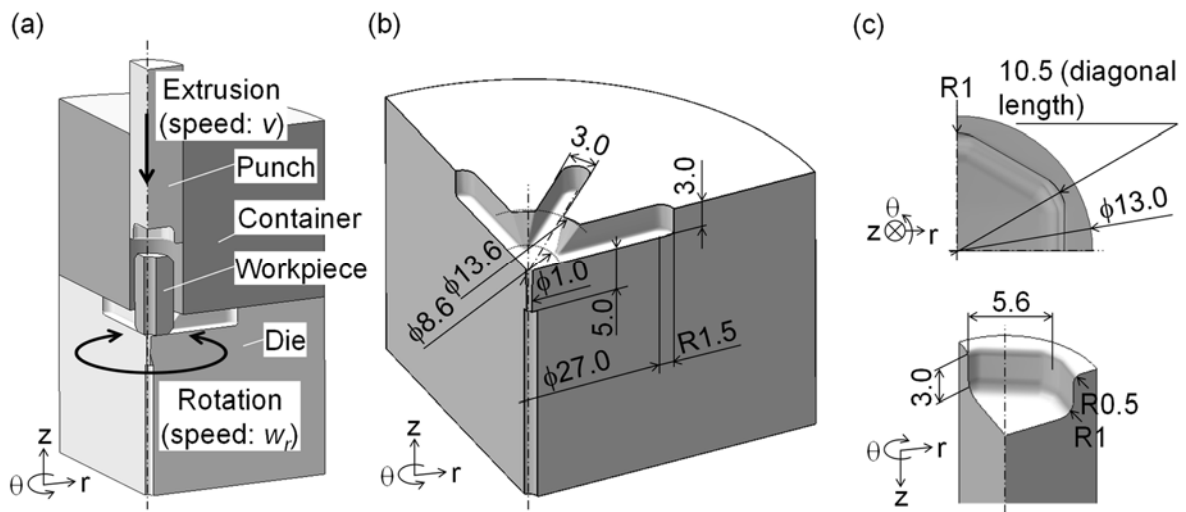 (a)
Extrusion
(speed: v)
Punch
Container
Workpiece
Die
Rotation
(speed: wr)
z
θ
r
(b)
3.0
3.0
ϕ13.6
ϕ8.6
ϕ1.0
5.0
ϕ27.0
R1.5
z
θ
r
(c)
10.5 (diagonal
length)
R1
ϕ13.0
θ
z
r
5.6
3.0
R0.5
R1
θ
r
z